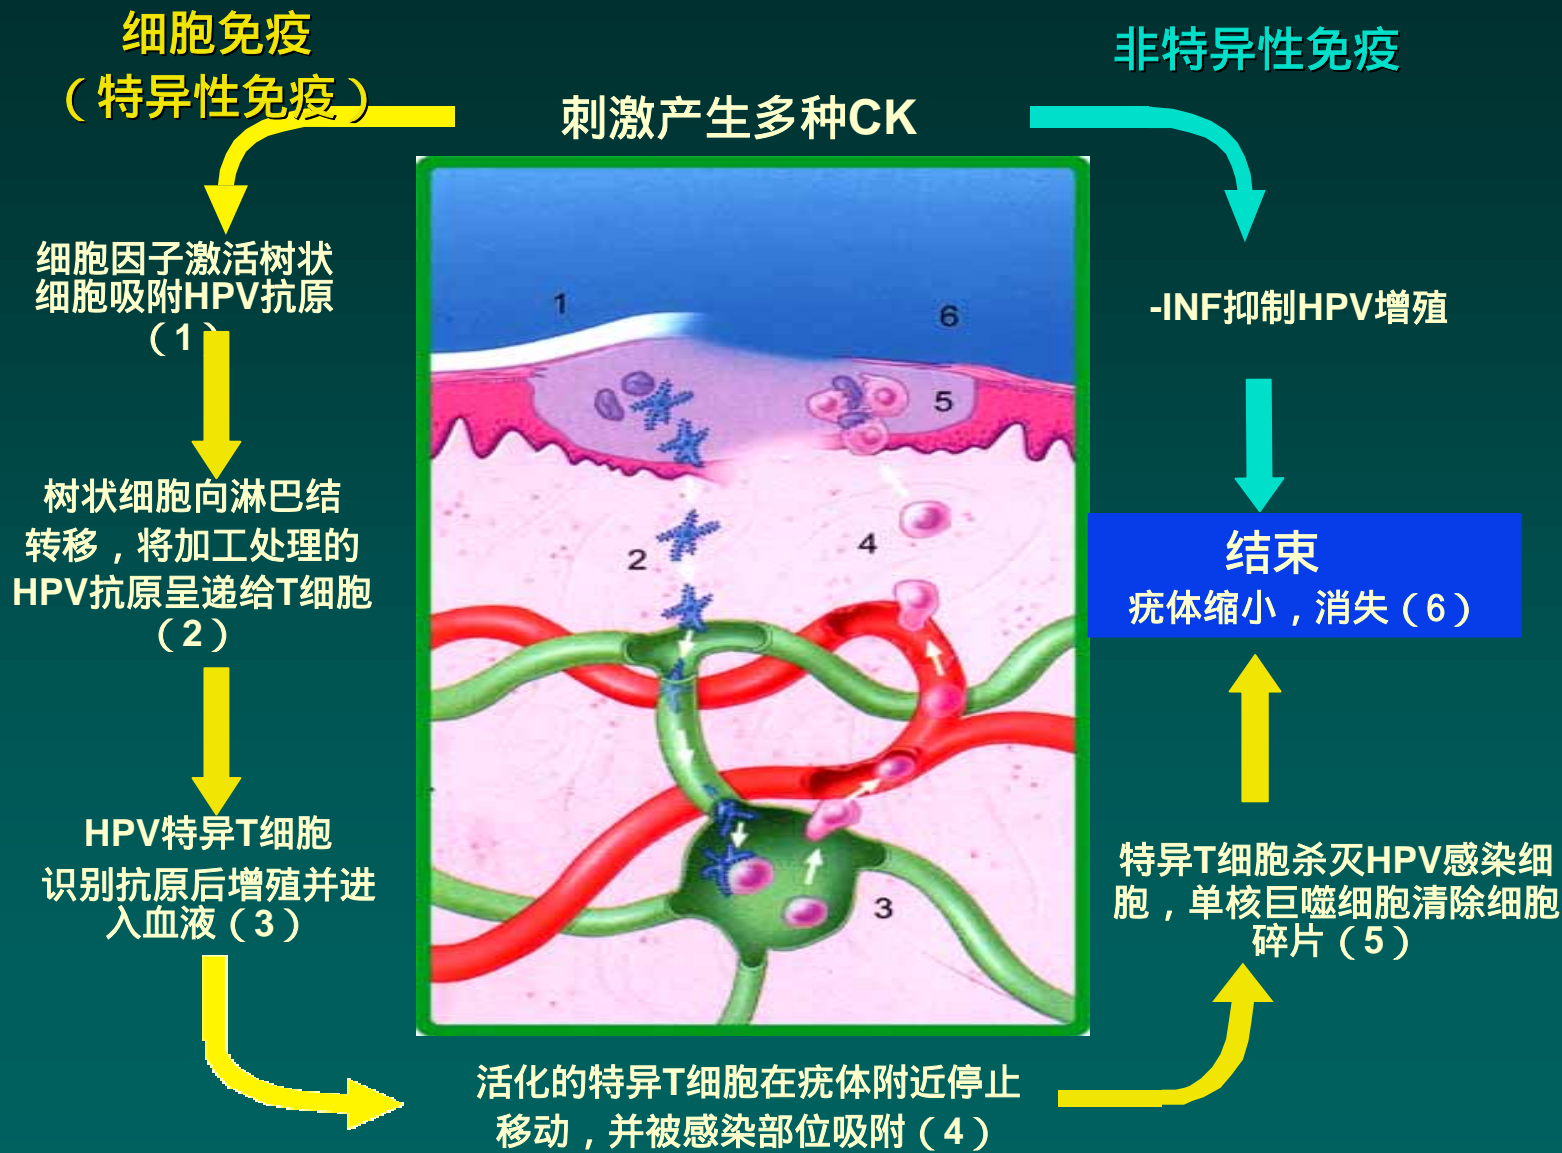 细胞免疫
（特异性免疫）
非特异性免疫
刺激产生多种CK
细胞因子激活树状
细胞吸附HPV抗原
（1）
树状细胞向淋巴结
转移，将加工处理的
HPV抗原呈递给T细胞
（2）
HPV特异T细胞
识别抗原后增殖并进
入血液（3）
活化的特异T细胞在疣体附近停止
移动，并被感染部位吸附（4）
特异T细胞杀灭HPV感染细
胞，单核巨噬细胞清除细胞
碎片（5）
-INF抑制HPV增殖
结束
疣体缩小，消失（6）
1
6
5
2
4
3